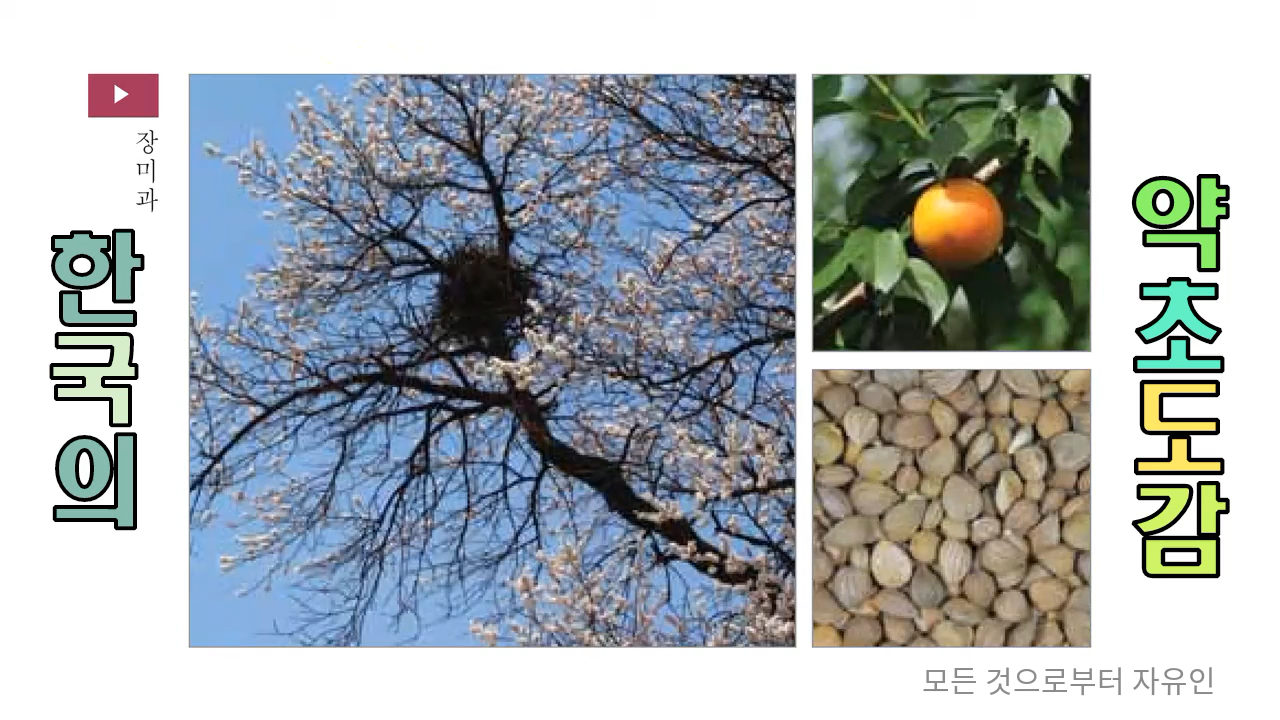 장미과
한국의
약초도감
모든 것으로부터 자유인